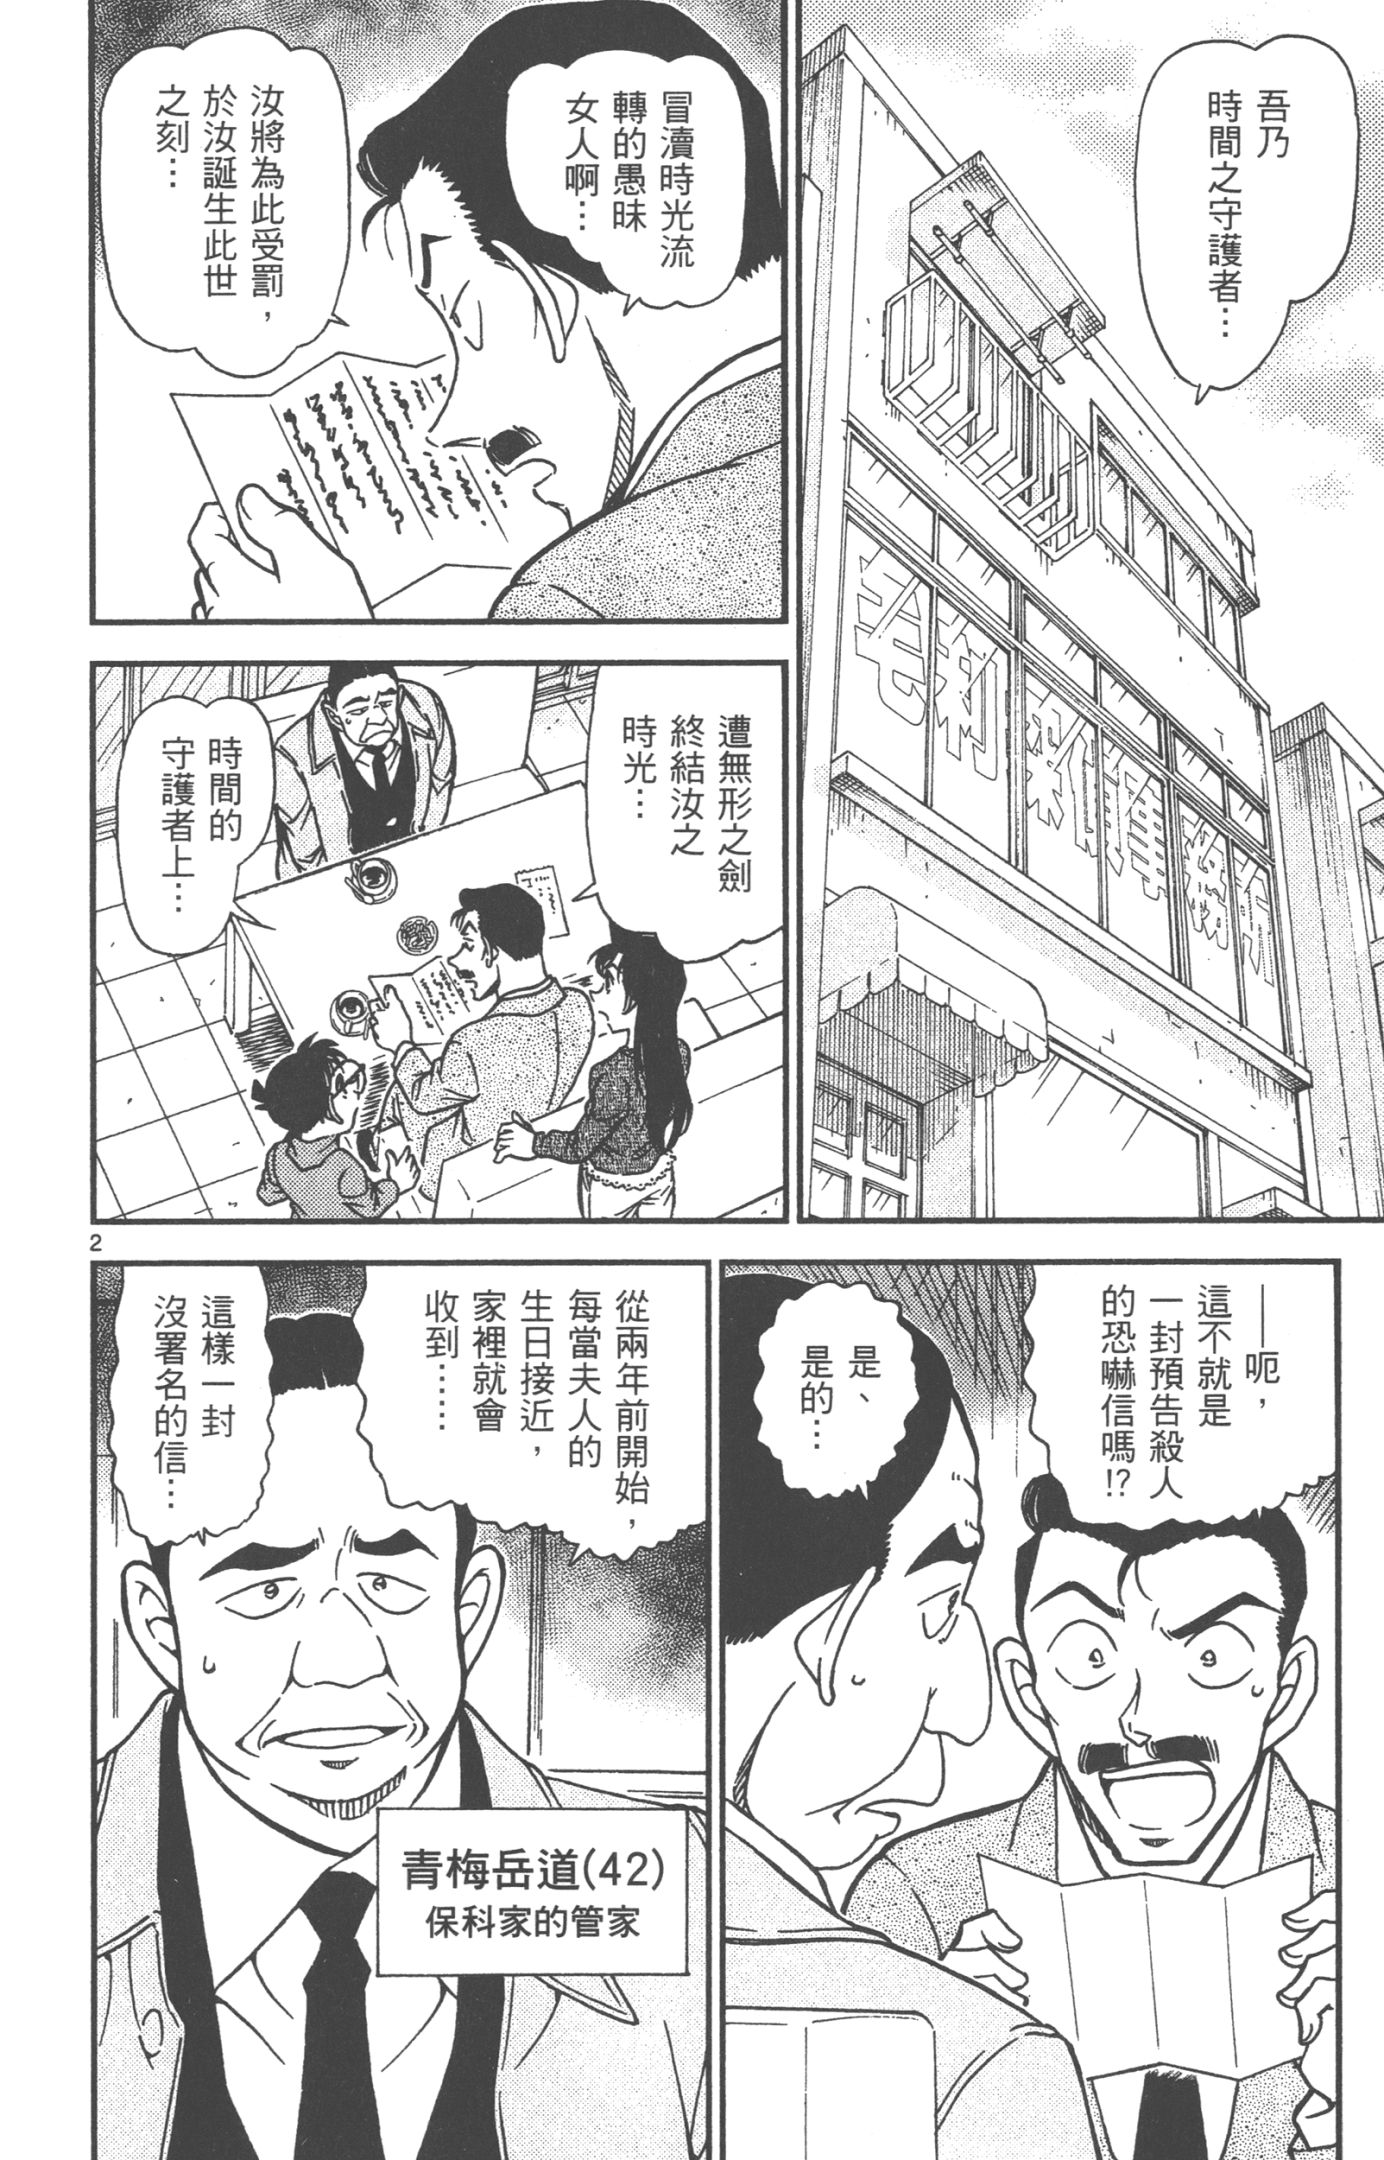 吾乃
時間之守護者…
冒瀆時光流
轉的愚昧
女人啊…
汝將為此受罰，
於汝誕生此世
之刻…
毛利偵探事務所
遭無形之劍
終結汝之
時光…
時間的
守護者上…
2
——呃，
這不就是
一封預告殺人
的恐嚇信嗎!?
是、
是的…
從兩年前開始，
每當夫人的
生日接近，
家裡就會
收到……
這樣一封
沒署名的信…
青梅岳道(42)
保科家的管家